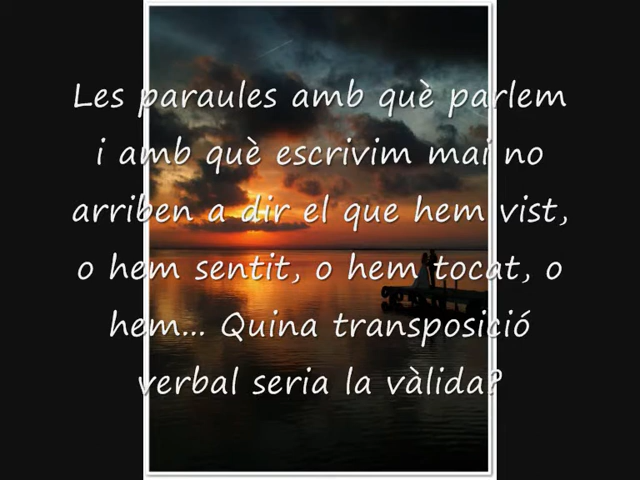 Les paraules amb què parlem
i amb què escrivim mai no
arriben a dir el que hem vist,
o hem sentit, o hem tocat, o
hem... Quina transposició
verbal seria la vàlida?